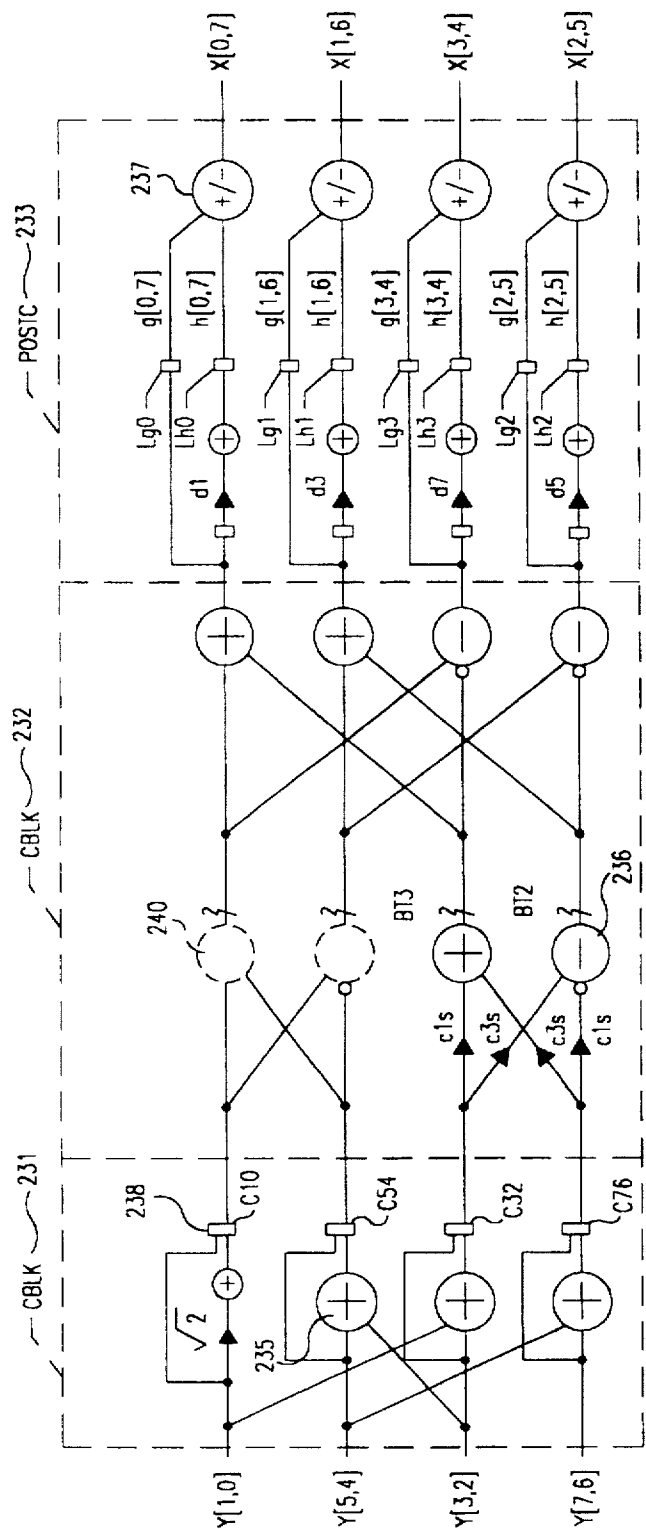 CBLK 231
CBLK 232
POSTC 233
Y[1,0]
Y[5,4]
Y[3,2]
Y[7,6]
√2
+
238
C10
235
+
C54
+
C32
+
C76
240
BT3
BT2
236
c1s
c3s
c3s
c1s
+
-
+
+
-
-
d1
+
Lg0
Lh0
g[0,7]
h[0,7]
237
+/-
X[0,7]
d3
+
Lg1
Lh1
g[1,6]
h[1,6]
+/-
X[1,6]
d7
+
Lg3
Lh3
g[3,4]
h[3,4]
+/-
X[3,4]
d5
+
Lg2
Lh2
g[2,5]
h[2,5]
+/-
X[2,5]